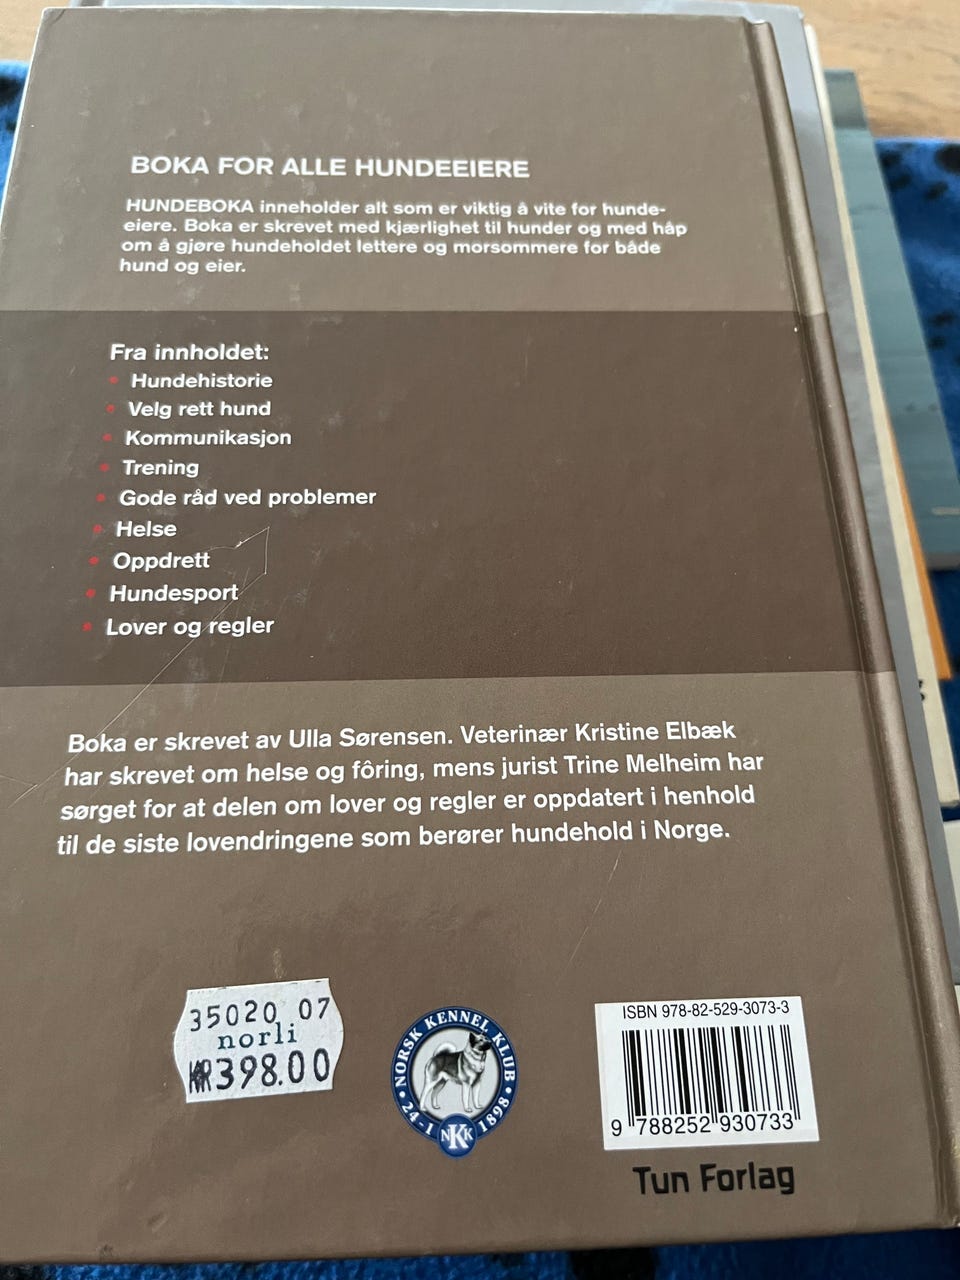 BOKA FOR ALLE HUNDEEIERE
HUNDEBOKA inneholder alt som er viktig å vite for hunde-
eiere. Boka er skrevet med kjærlighet til hunder og med håp
om å gjøre hundeholdet lettere og morsommere for både
hund og eier.
Fra innholdet:
• Hundehistorie
• Velg rett hund
• Kommunikasjon
• Trening
• Gode råd ved problemer
• Helse
• Oppdrett
• Hundesport
• Lover og regler
Boka er skrevet av Ulla Sørensen. Veterinær Kristine Elbæk
har skrevet om helse og fôring, mens jurist Trine Melheim har
sørget for at delen om lover og regler er oppdatert i henhold
til de siste lovendringene som berører hundehold i Norge.
35020 07
norli
KR398.00
• NORSK KENNEL KLUB •
24-1 1898
NKK
ISBN 978-82-529-3073-3
9 788252 930733
Tun Forlag